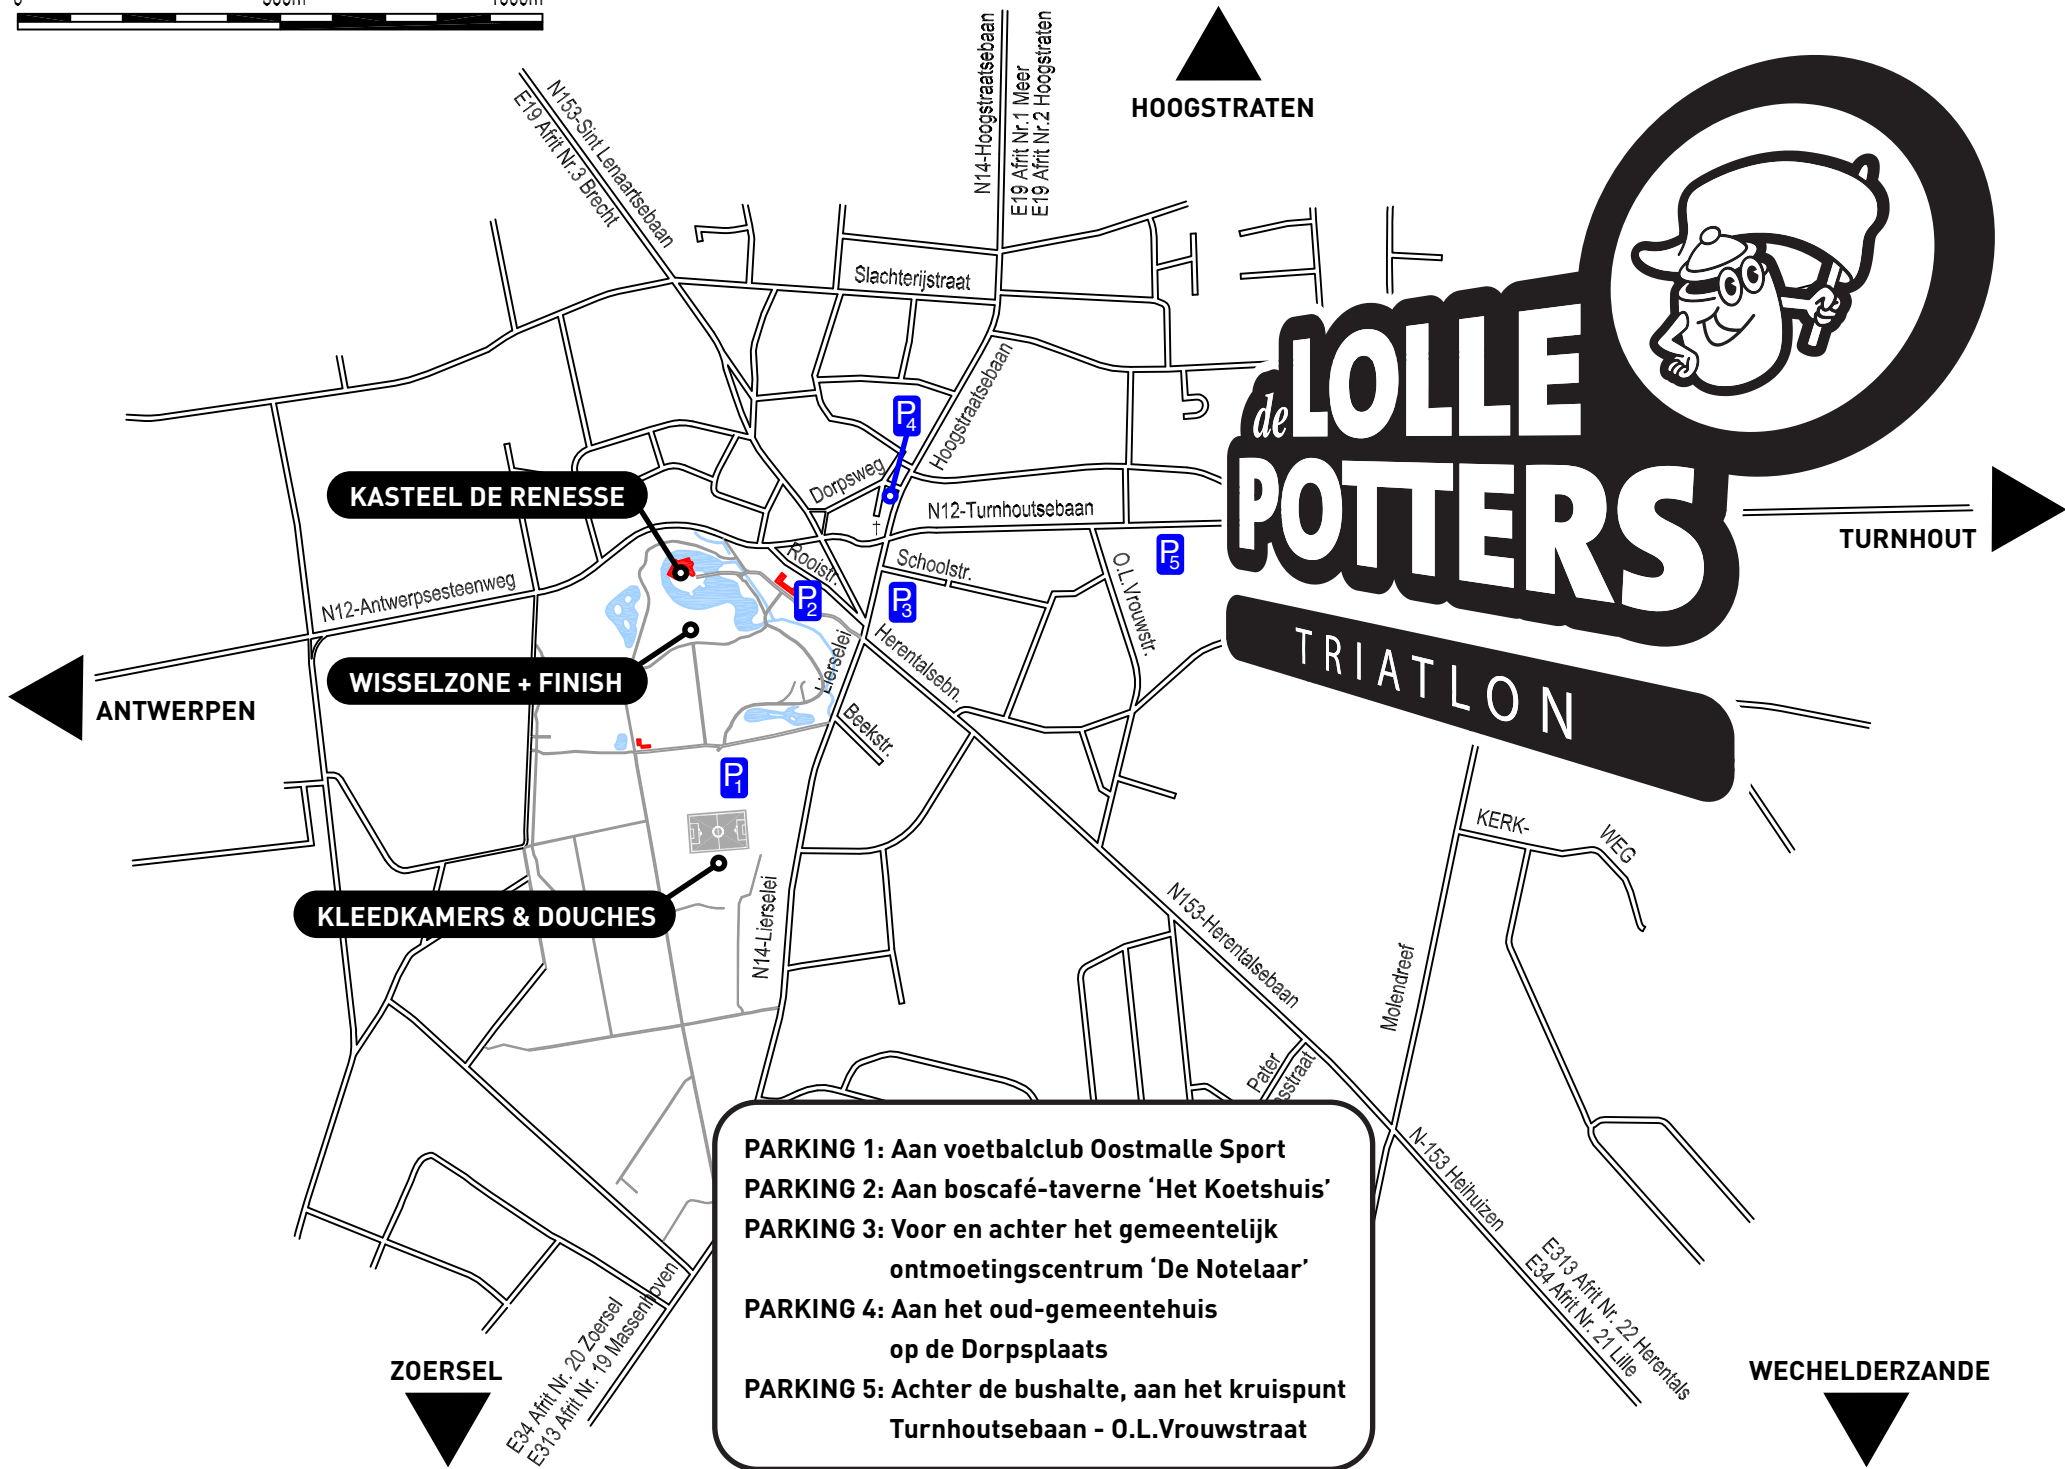 0 500m 1000m
N153-Sint Lenaartsebaan
E19 Afrit Nr.3 Brecht
N14-Hoogstraatsebaan
E19 Afrit Nr.1 Meer
E19 Afrit Nr.2 Hoogstraten
HOOGSTRATEN
Slachterijstraat
Hoogstraatsebaan
de LOLLE
POTTERS
TRIATLON
P4
Dorpsweg
KASTEEL DE RENESSE
N12-Turnhoutsebaan
TURNHOUT
Rooistr.
Schoolstr.
O.L.Vrouwstr.
P5
N12-Antwerpsesteenweg
P2
P3
Lierselei
Herentalsebn.
WISSELZONE + FINISH
ANTWERPEN
Beekstr.
P1
KERK-
WEG
KLEEDKAMERS & DOUCHES
N14-Lierselei
N153-Herentalsebaan
Molendreef
Pater
N-153 Heihuizen
E313 Afrit Nr. 22 Herentals
E34 Afrit Nr. 21 Lille
PARKING 1: Aan voetbalclub Oostmalle Sport
PARKING 2: Aan boscafé-taverne ‘Het Koetshuis’
PARKING 3: Voor en achter het gemeentelijk
ontmoetingscentrum ‘De Notelaar’
PARKING 4: Aan het oud-gemeentehuis
op de Dorpsplaats
PARKING 5: Achter de bushalte, aan het kruispunt
Turnhoutsebaan - O.L.Vrouwstraat
E34 Afrit Nr. 20 Zoersel
E313 Afrit Nr. 19 Massenhoven
ZOERSEL
WECHELDERZANDE